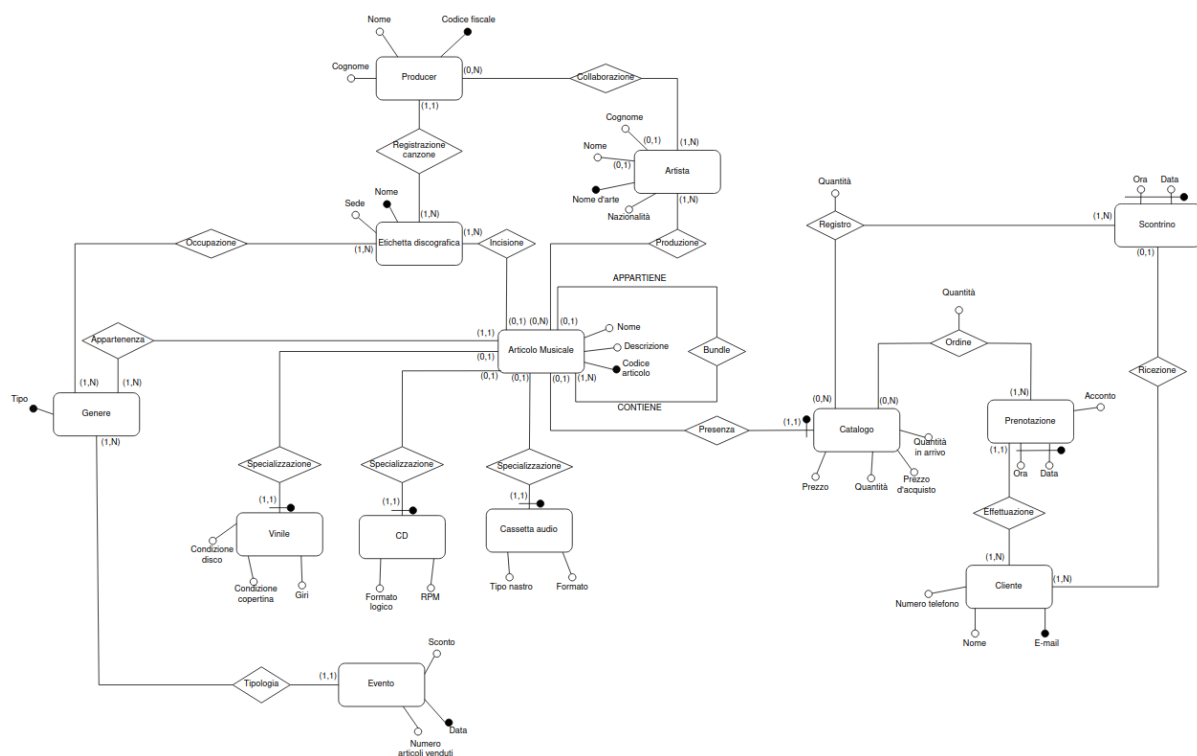 Nome
Codice fiscale
Cognome
Producer
(0,N)
Collaborazione
(1,1)
Registrazione
canzone
Cognome
(0,1)
(1,N)
Nome
(0,1)
Artista
Nome d'arte
Nazionalità
(1,N)
Quantità
Ora
Data
Registro
(1,N)
Scontrino
(0,1)
Sede
Nome
(1,N)
Occupazione
(1,N)
Etichetta discografica
(1,N)
Incisione
Produzione
APPARTIENE
Quantità
(0,1)
(0,N)
(0,1)
Nome
Appartenenza
(1,1)
Articolo Musicale
Descrizione
Bundle
Ordine
(0,1)
Codice
articolo
Ricezione
(0,1)
(0,1)
(0,1)
(1,N)
CONTIENE
(1,N)
(1,N)
Tipo
Genere
(1,N)
(0,N)
(0,N)
(1,N)
Acconto
Presenza
(1,1)
Catalogo
Prenotazione
Quantità
in arrivo
(1,1)
Ora
Data
Prezzo
Quantità
Prezzo
d'acquisto
Specializzazione
Specializzazione
Specializzazione
(1,1)
(1,1)
(1,1)
Effettuazione
Vinile
CD
Cassetta audio
Condizione
disco
Condizione
copertina
Giri
Formato
logico
RPM
Tipo nastro
Formato
(1,N)
(1,N)
Cliente
Numero telefono
Nome
E-mail
Sconto
Tipologia
(1,1)
Evento
Data
Numero
articoli venduti